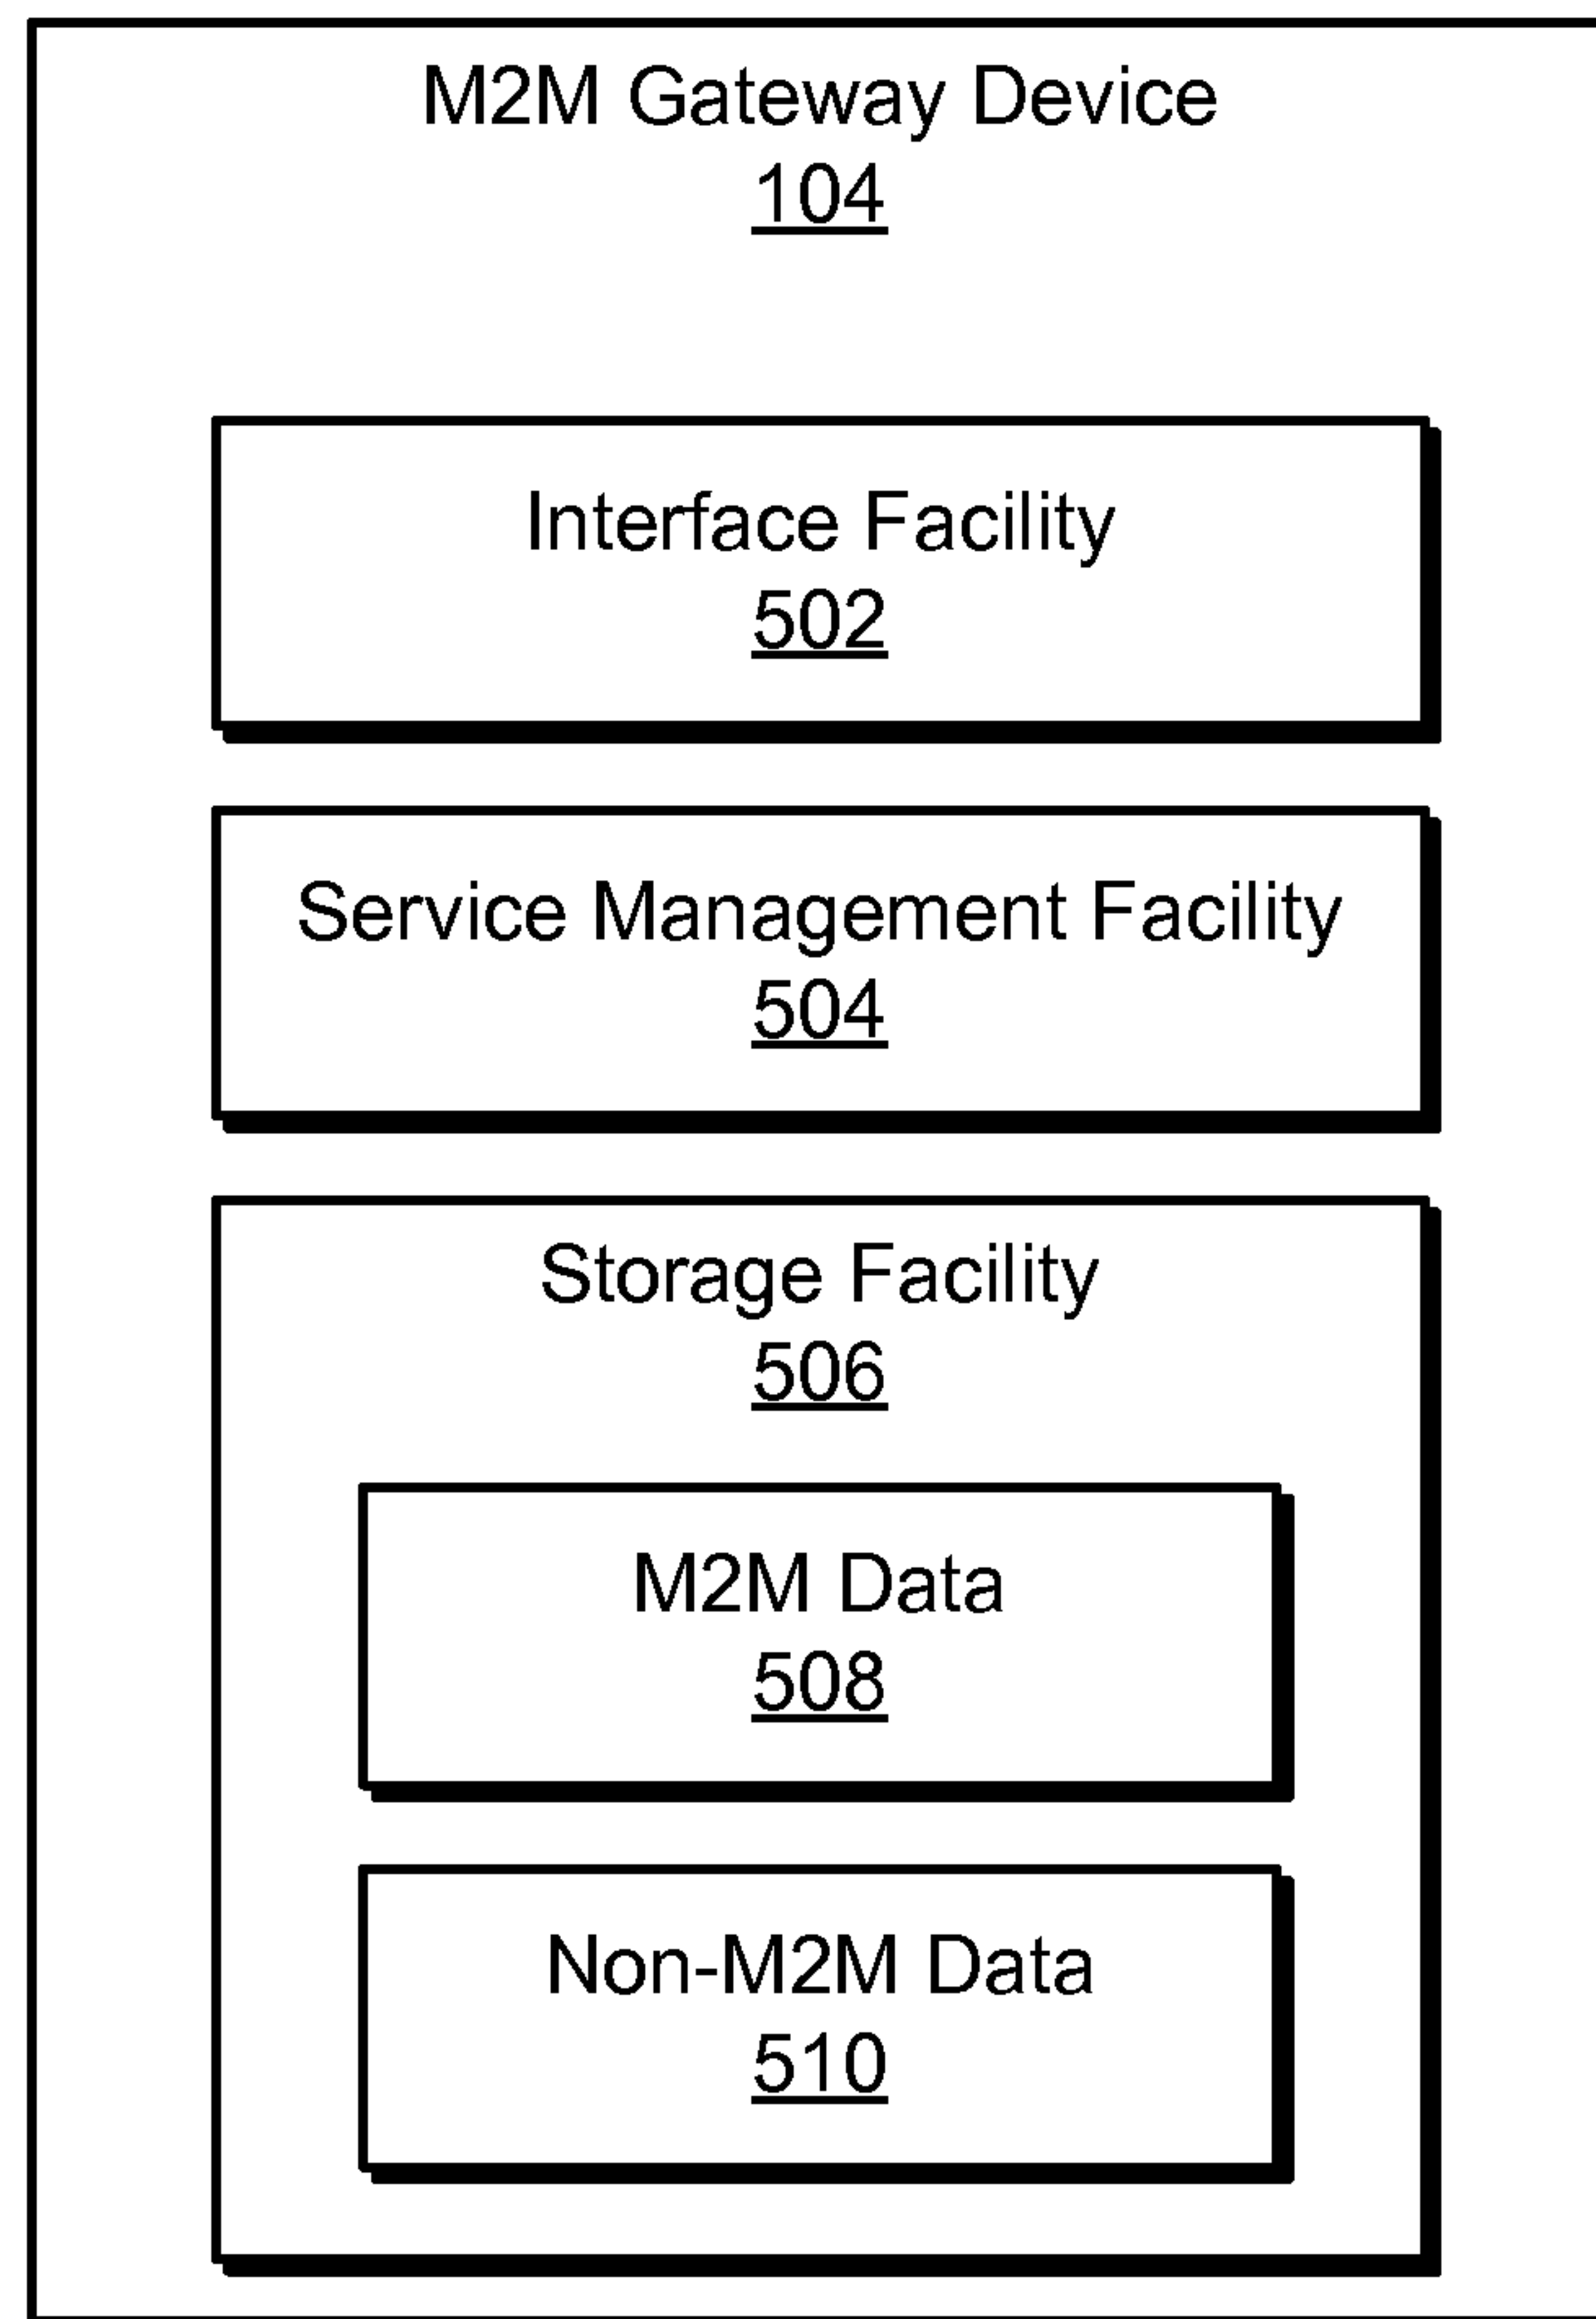 M2M Gateway Device
104
Interface Facility
502
Service Management Facility
504
Storage Facility
506
M2M Data
508
Non-M2M Data
510